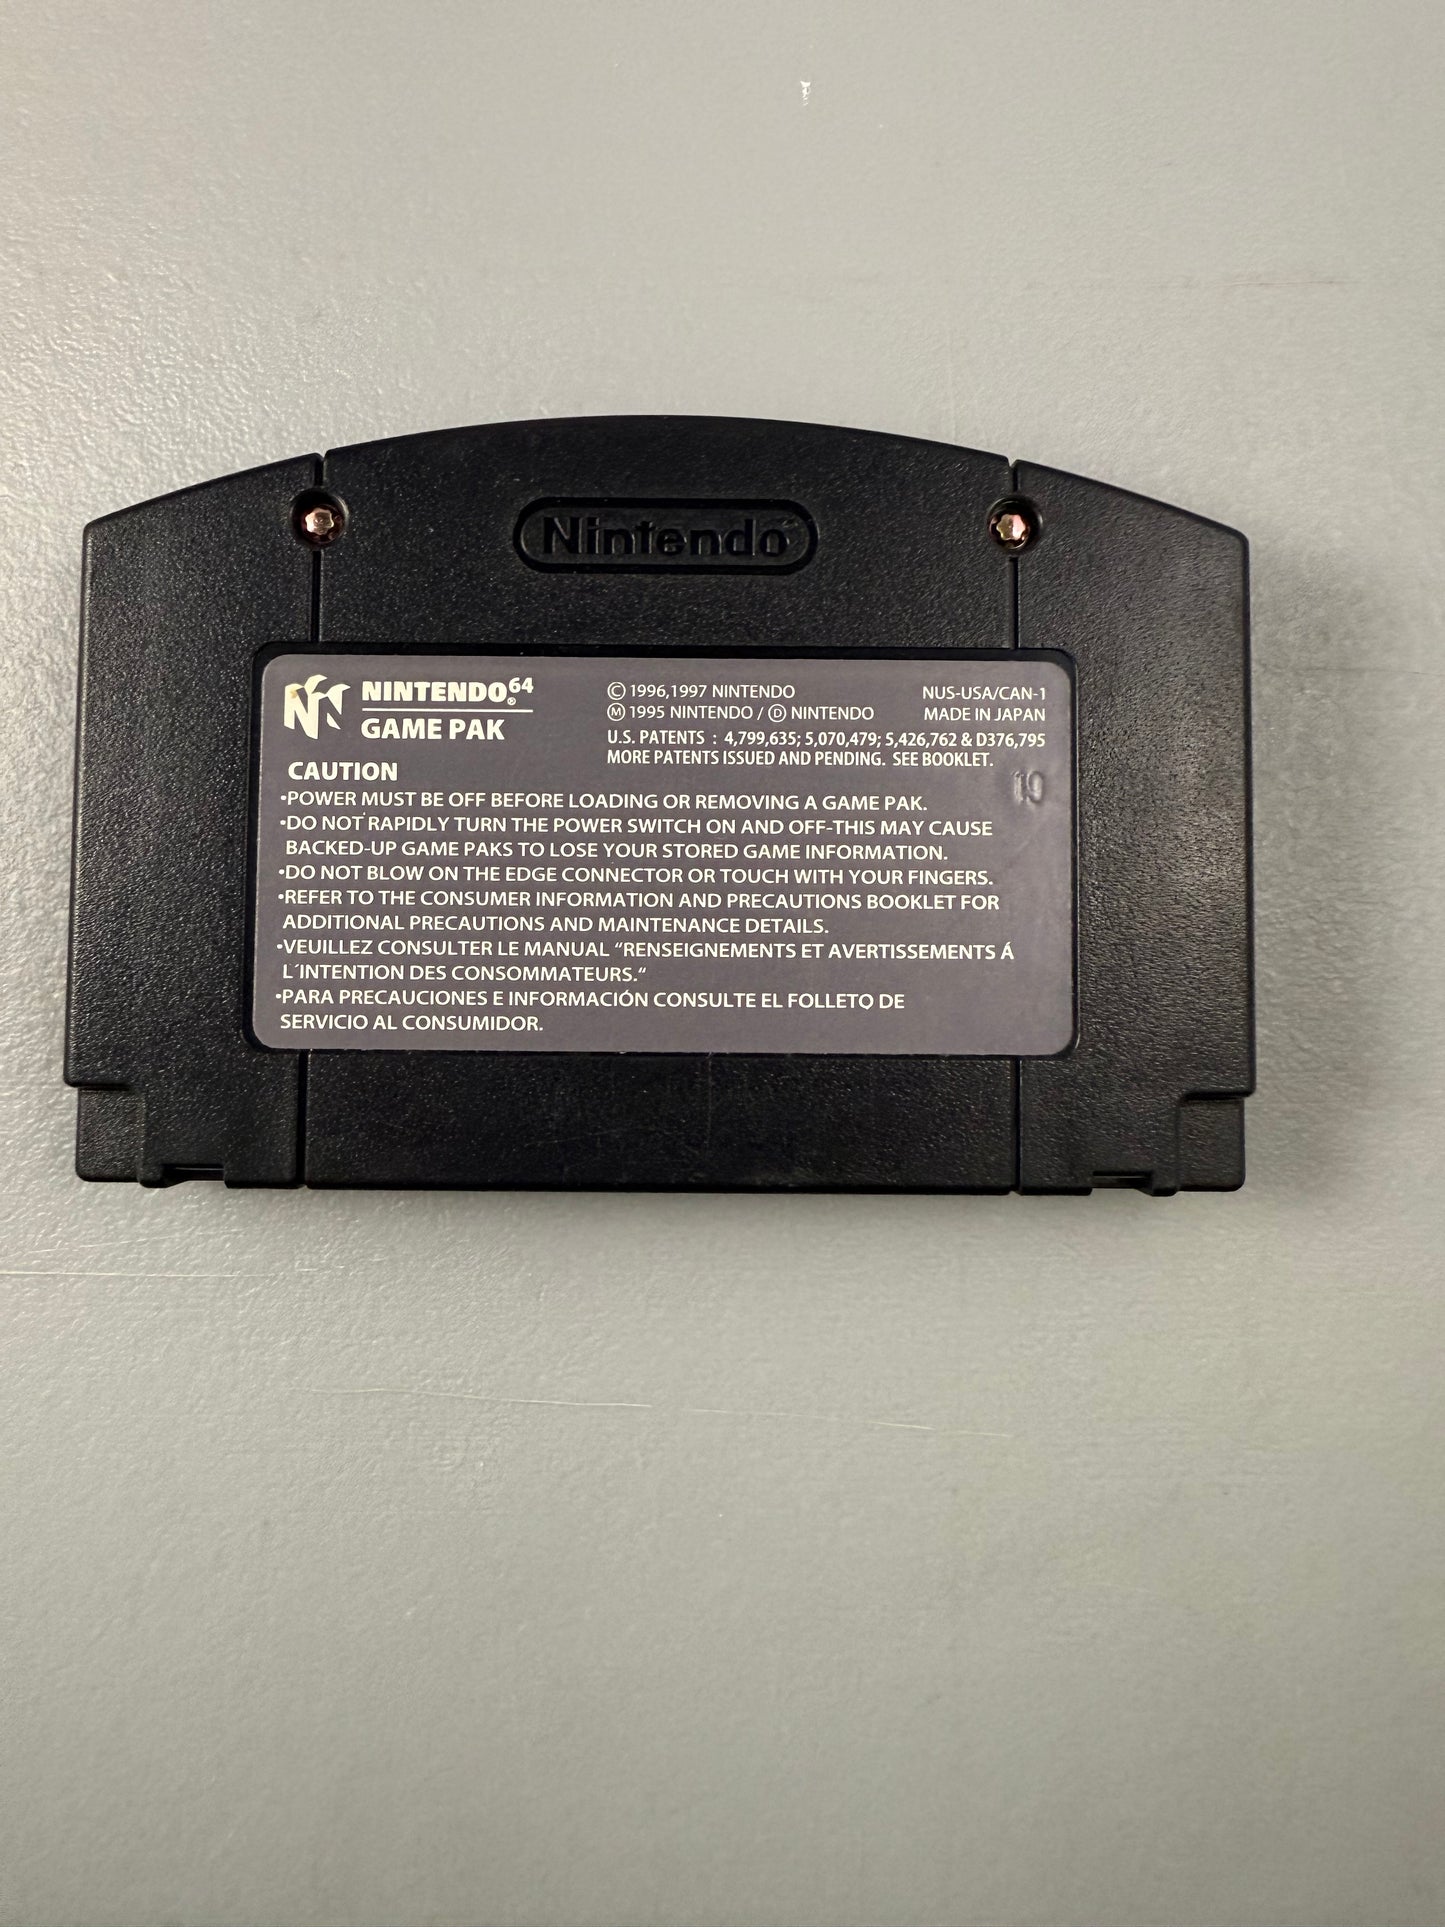 Nintendo
NINTENDO64®
GAME PAK
© 1996,1997 NINTENDO
Ⓜ 1995 NINTENDO / Ⓓ NINTENDO
NUS-USA/CAN-1
MADE IN JAPAN
U.S. PATENTS : 4,799,635; 5,070,479; 5,426,762 & D376,795
MORE PATENTS ISSUED AND PENDING. SEE BOOKLET.
19
CAUTION
•POWER MUST BE OFF BEFORE LOADING OR REMOVING A GAME PAK.
•DO NOT RAPIDLY TURN THE POWER SWITCH ON AND OFF-THIS MAY CAUSE
BACKED-UP GAME PAKS TO LOSE YOUR STORED GAME INFORMATION.
•DO NOT BLOW ON THE EDGE CONNECTOR OR TOUCH WITH YOUR FINGERS.
•REFER TO THE CONSUMER INFORMATION AND PRECAUTIONS BOOKLET FOR
ADDITIONAL PRECAUTIONS AND MAINTENANCE DETAILS.
•VEUILLEZ CONSULTER LE MANUAL “RENSEIGNEMENTS ET AVERTISSEMENTS Á
L´INTENTION DES CONSOMMATEURS.“
•PARA PRECAUCIONES E INFORMACIÓN CONSULTE EL FOLLETO DE
SERVICIO AL CONSUMIDOR.